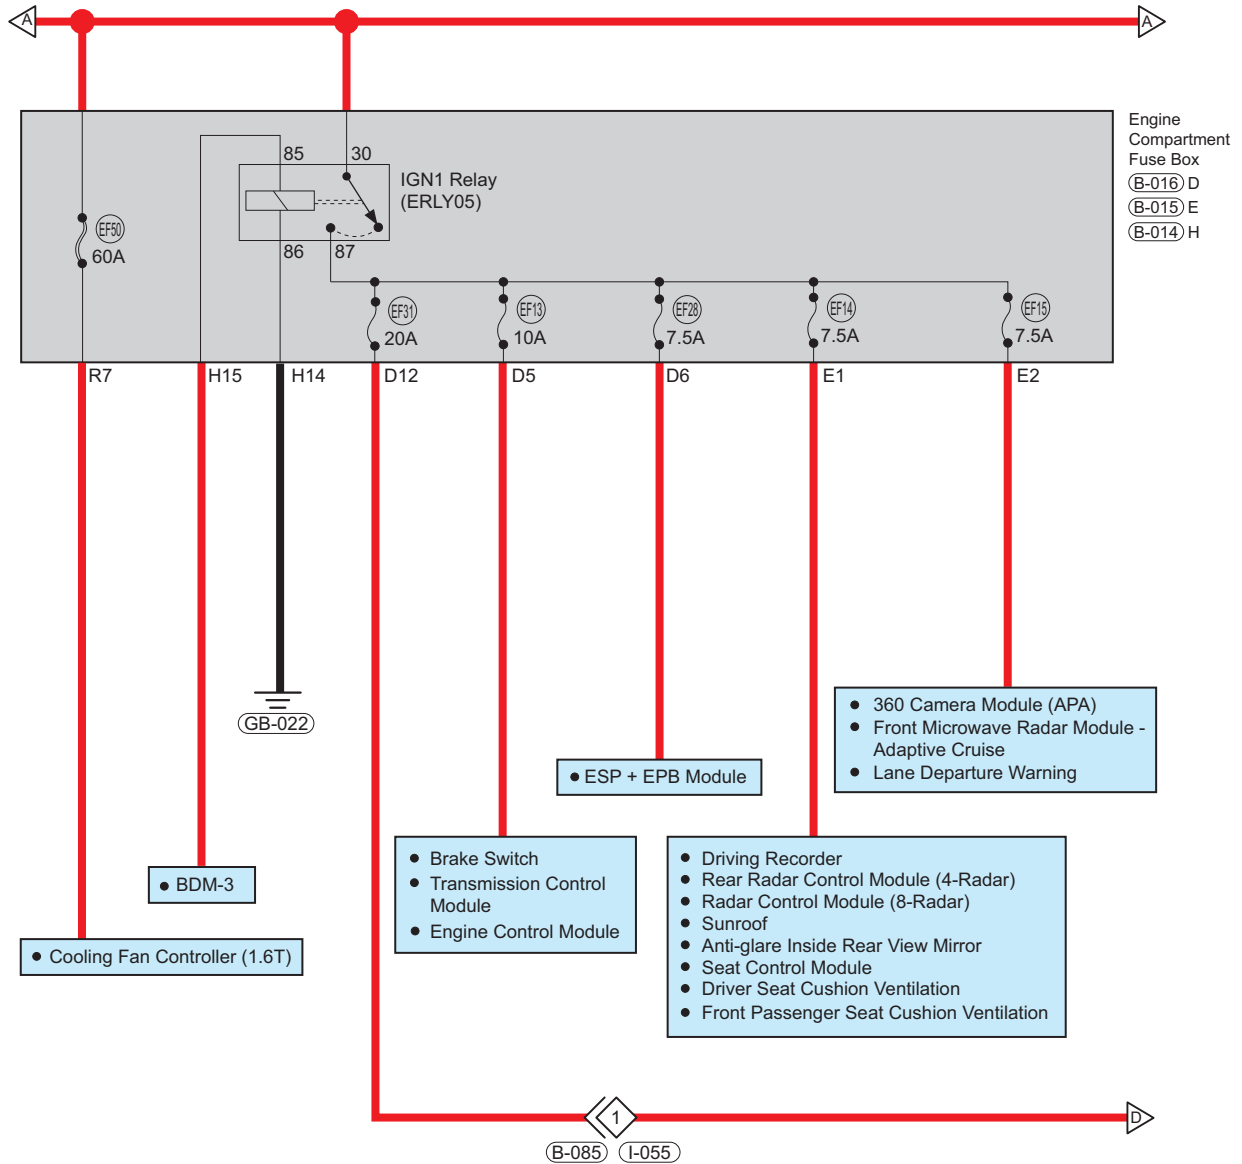 A
A
Engine
Compartment
Fuse Box
B-016 D
B-015 E
B-014 H
85
30
IGN1 Relay
(ERLY05)
86
87
EF50
60A
EF31
20A
EF13
10A
EF28
7.5A
EF14
7.5A
EF15
7.5A
R7
H15
H14
D12
D5
D6
E1
E2
GB-022
● 360 Camera Module (APA)
● Front Microwave Radar Module -
Adaptive Cruise
● Lane Departure Warning
● ESP + EPB Module
● Brake Switch
● Transmission Control
Module
● Engine Control Module
● Driving Recorder
● Rear Radar Control Module (4-Radar)
● Radar Control Module (8-Radar)
● Sunroof
● Anti-glare Inside Rear View Mirror
● Seat Control Module
● Driver Seat Cushion Ventilation
● Front Passenger Seat Cushion Ventilation
● BDM-3
● Cooling Fan Controller (1.6T)
1
D
B-085
I-055